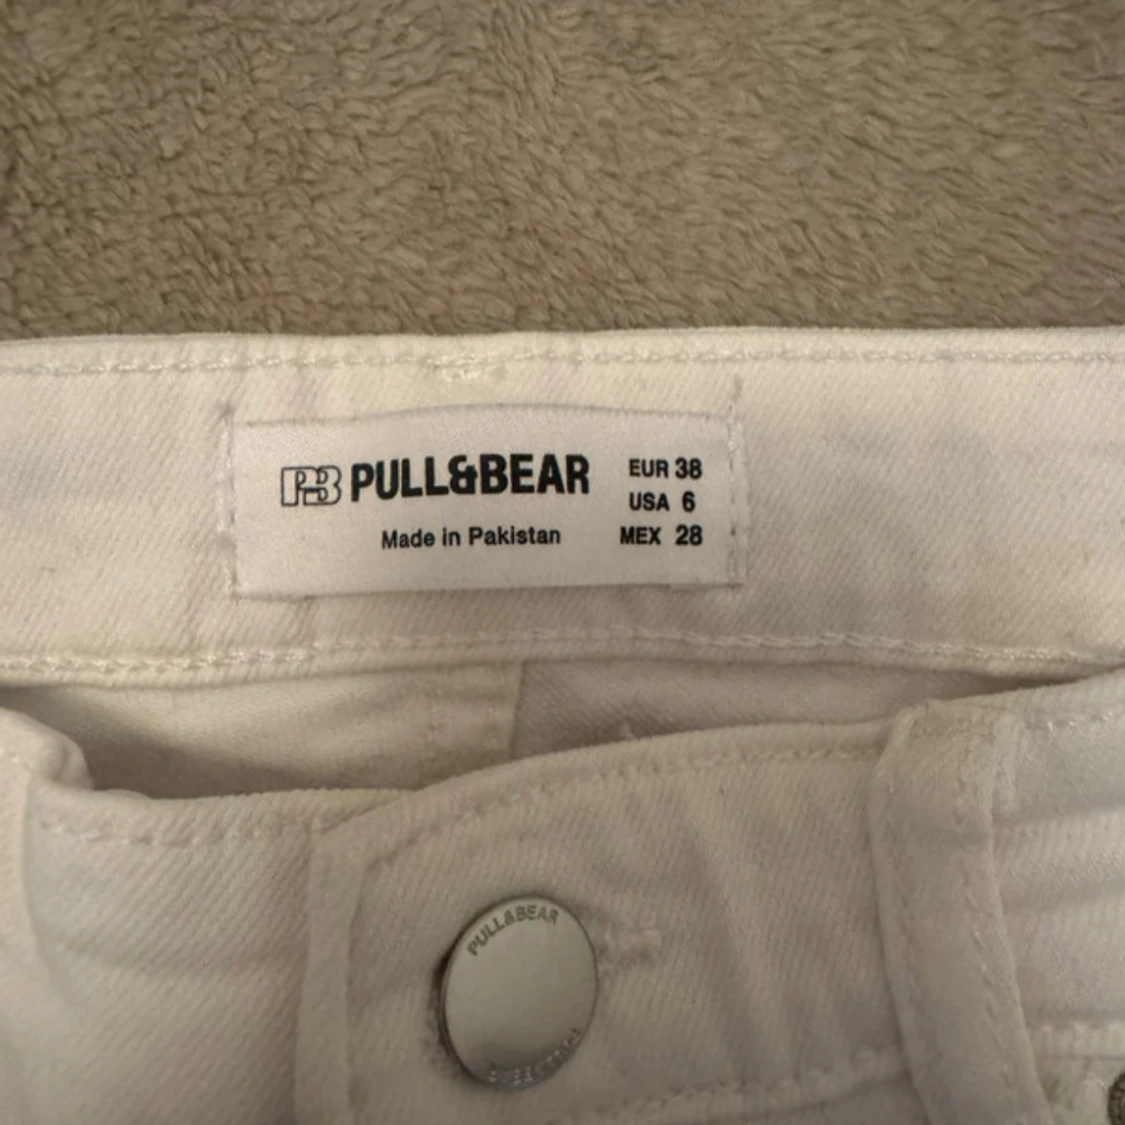 PB PULL&BEAR
Made in Pakistan
EUR 38
USA 6
MEX 28
PULL&BEAR